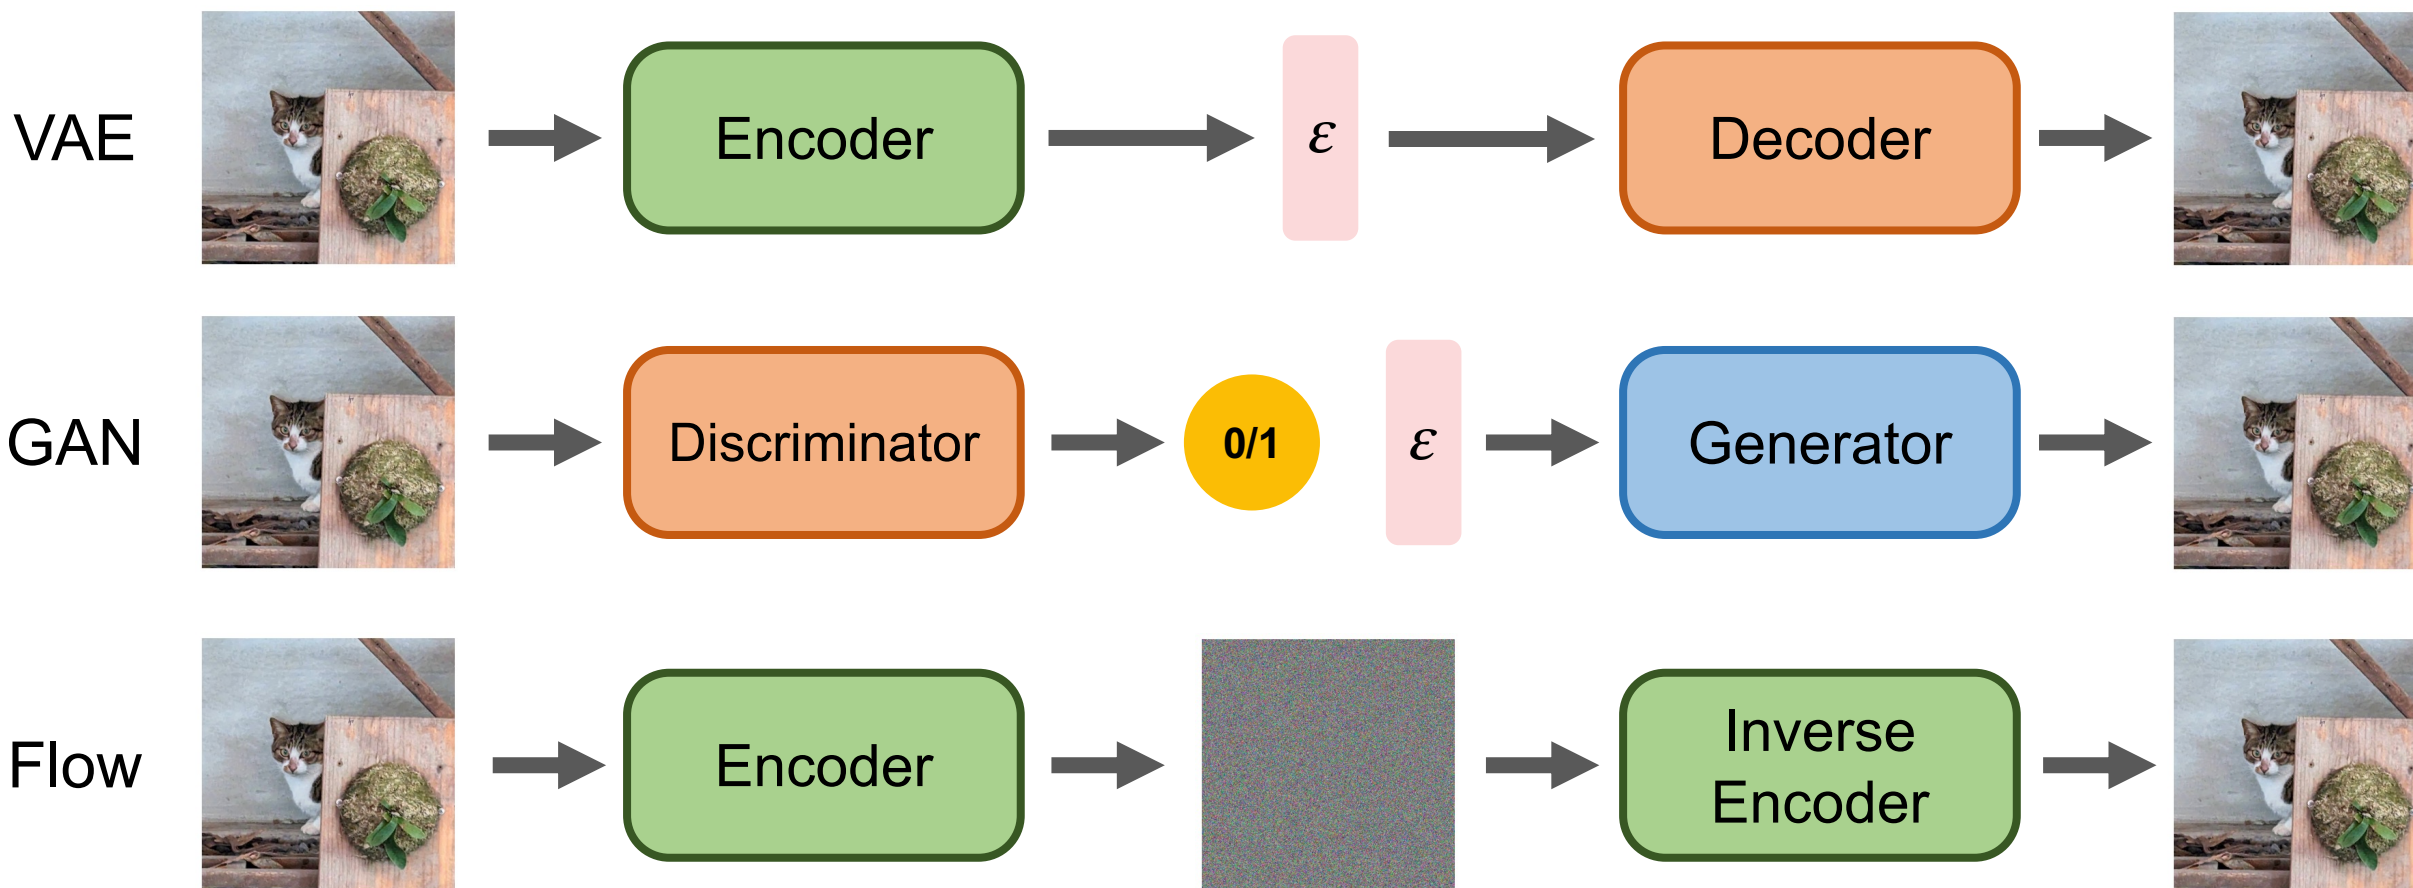 VAE
Encoder
ε
Decoder
GAN
Discriminator
0/1
ε
Generator
Flow
Encoder
Inverse
Encoder